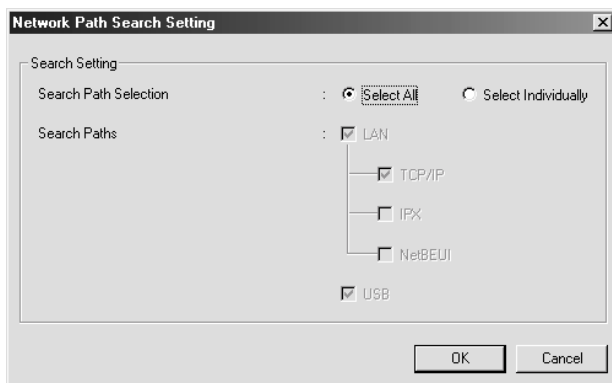 Network Path Search Setting
Search Setting
Search Path Selection : Select All Select Individually
Search Paths : LAN
TCP/IP
IPX
NetBEUI
USB
OK Cancel